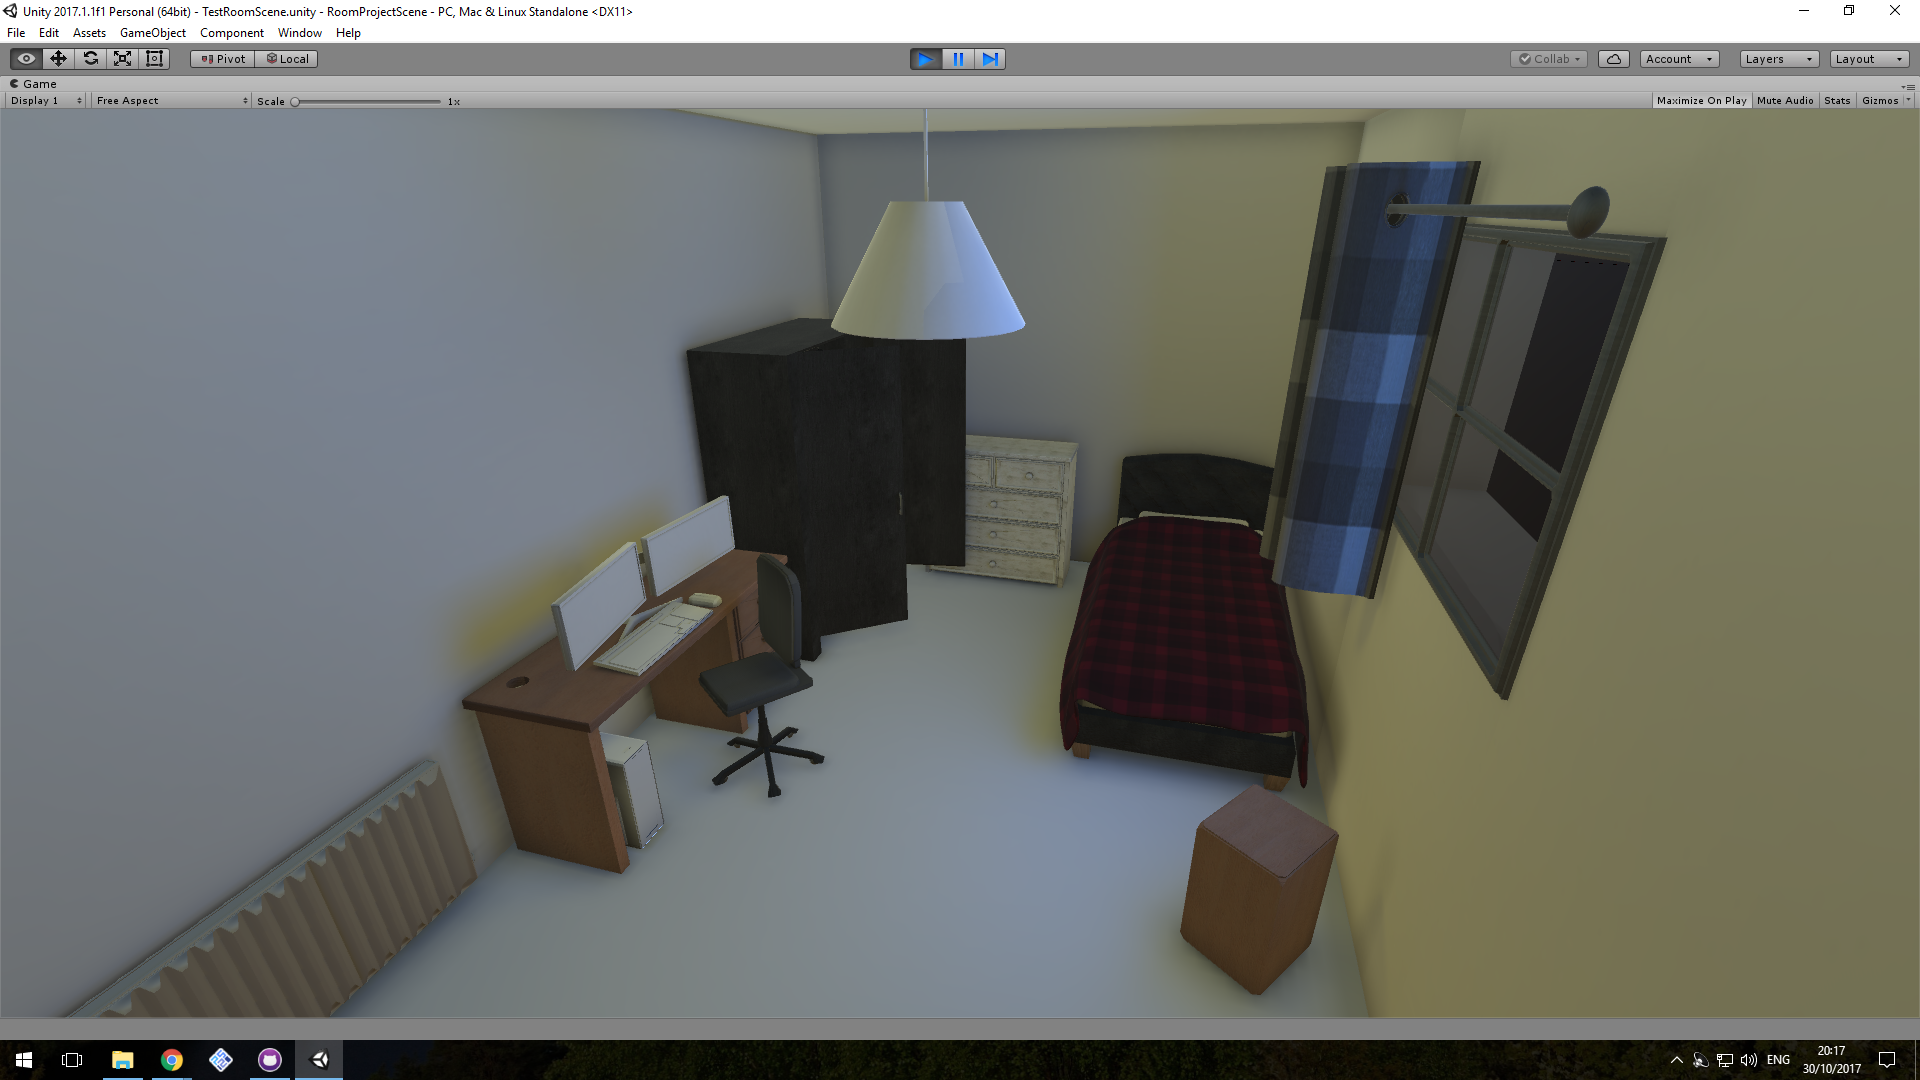 Unity 2017.1.1f1 Personal (64bit) - TestRoomScene.unity - RoomProjectScene - PC, Mac & Linux Standalone <DX11>
File Edit Assets GameObject Component Window Help
Pivot Local Collab Account Layers Layout
Game
Display 1 Free Aspect Scale 1x Maximize On Play Mute Audio Stats Gizmos
ENG
20:17
30/10/2017